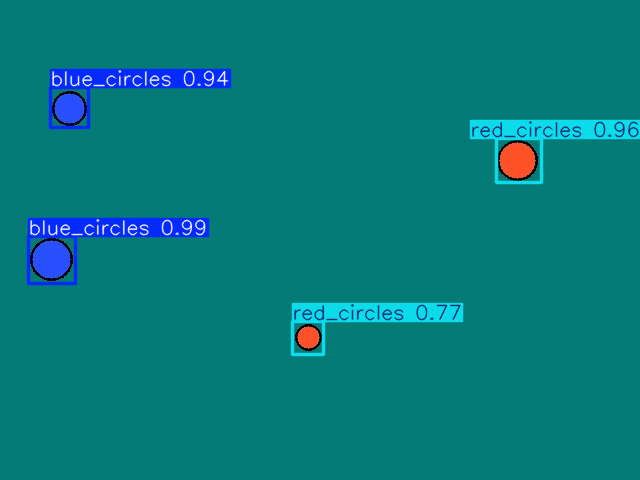 blue_circles 0.94
red_circles 0.96
blue_circles 0.99
red_circles 0.77